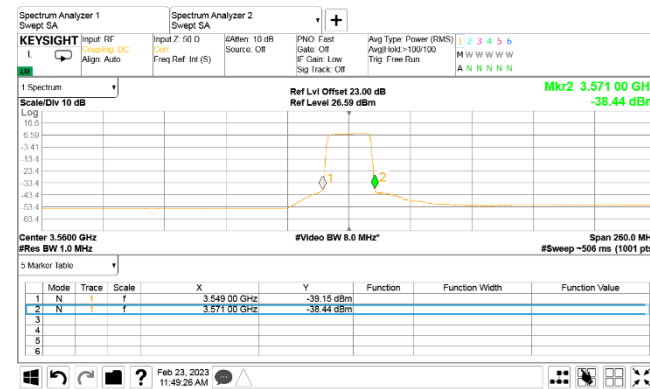 Spectrum Analyzer 1
Swept SA
Spectrum Analyzer 2
Swept SA
KEYSIGHT
L
Input: RF
Coupling: DC
Align: Auto
Input Z: 50 Ω
Corr
Freq Ref: Int (S)
#Atten: 10 dB
Source: Off
PNO: Fast
Gate: Off
IF Gain: Low
Sig Track: Off
Avg Type: Power (RMS)
Avg|Hold:>100/100
Trig: Free Run
1 2 3 4 5 6
M W W W W W
A N N N N N
1 Spectrum
Scale/Div 10 dB
Log
Ref Lvl Offset 23.00 dB
Ref Level 26.59 dBm
Mkr2 3.571 00 GH
-38.44 dBr
16.6
6.59
-3.41
-13.4
-23.4
-33.4
-43.4
-53.4
-63.4
1
2
Center 3.5600 GHz
#Res BW 1.0 MHz
#Video BW 8.0 MHz*
Span 260.0 MH
#Sweep ~506 ms (1001 pts
5 Marker Table
Mode Trace Scale X Y Function Function Width Function Value
1 N 1 f 3.549 00 GHz -39.15 dBm
2 N 1 f 3.571 00 GHz -38.44 dBm
3
4
5
6
?
Feb 23, 2023
11:49:26 AM